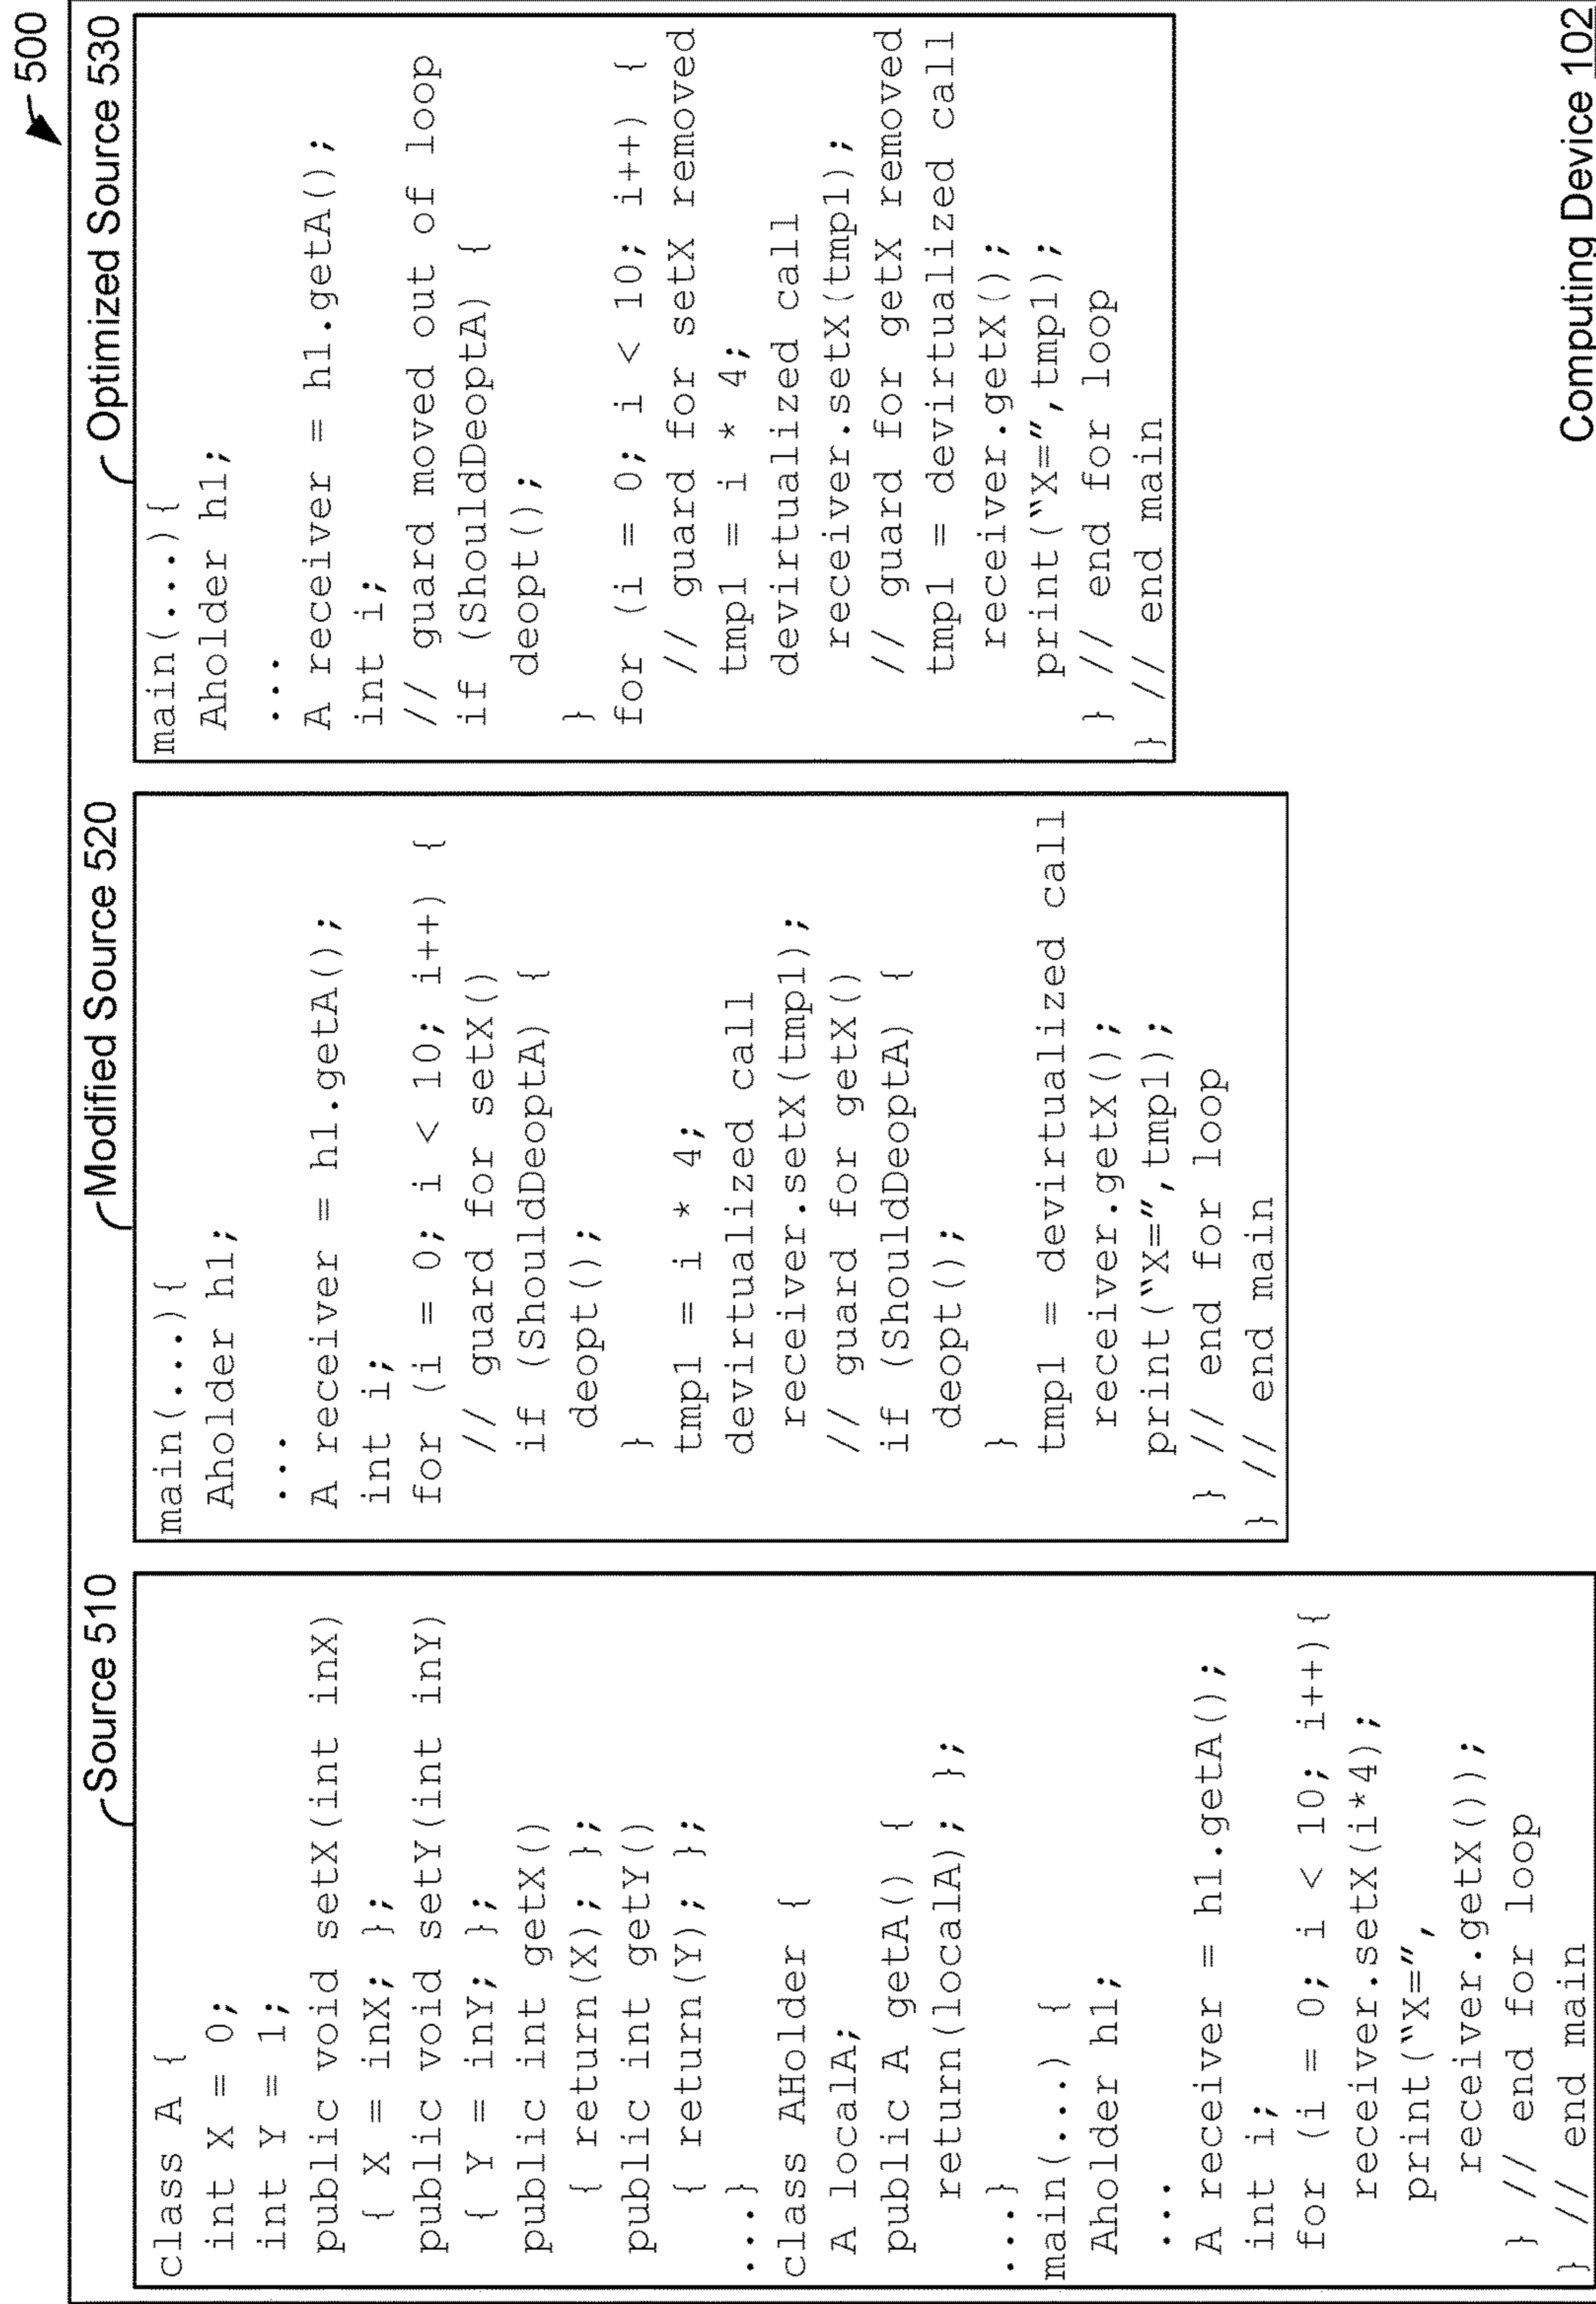 500
Source 510
class A {
int X = 0;
int Y = 1;
public void setX(int inX)
{ X = inX; };
public void setY(int inY)
{ Y = inY; };
public int getX()
{ return(X); };
public int getY()
{ return(Y); };
...}
class AHolder {
A localA;
public A getA() {
return(localA); };
...}
main(....) {
Aholder h1;
...
A receiver = h1.getA();
int i;
for (i = 0; i < 10; i++){
receiver.setX(i*4);
print("X=",
receiver.getX());
} // end for loop
} // end main
Modified Source 520
main(...){
Aholder h1;
...
A receiver = h1.getA();
int i;
for (i = 0; i < 10; i++) {
// guard for setX()
if (ShouldDeoptA) {
deopt();
}
tmp1 = i * 4;
devirtualized call
receiver.setX(tmp1);
// guard for getX()
if (ShouldDeoptA) {
deopt();
}
tmp1 = devirtualized call
receiver.getX();
print("X=",tmp1);
} // end for loop
} // end main
Optimized Source 530
main(...){
Aholder h1;
...
A receiver = h1.getA();
int i;
// guard moved out of loop
if (ShouldDeoptA) {
deopt();
}
for (i = 0; i < 10; i++) {
// guard for setX removed
tmp1 = i * 4;
devirtualized call
receiver.setX(tmp1);
// guard for getX removed
tmp1 = devirtualized call
receiver.getX();
print("X=",tmp1);
} // end for loop
} // end main
Computing Device 102